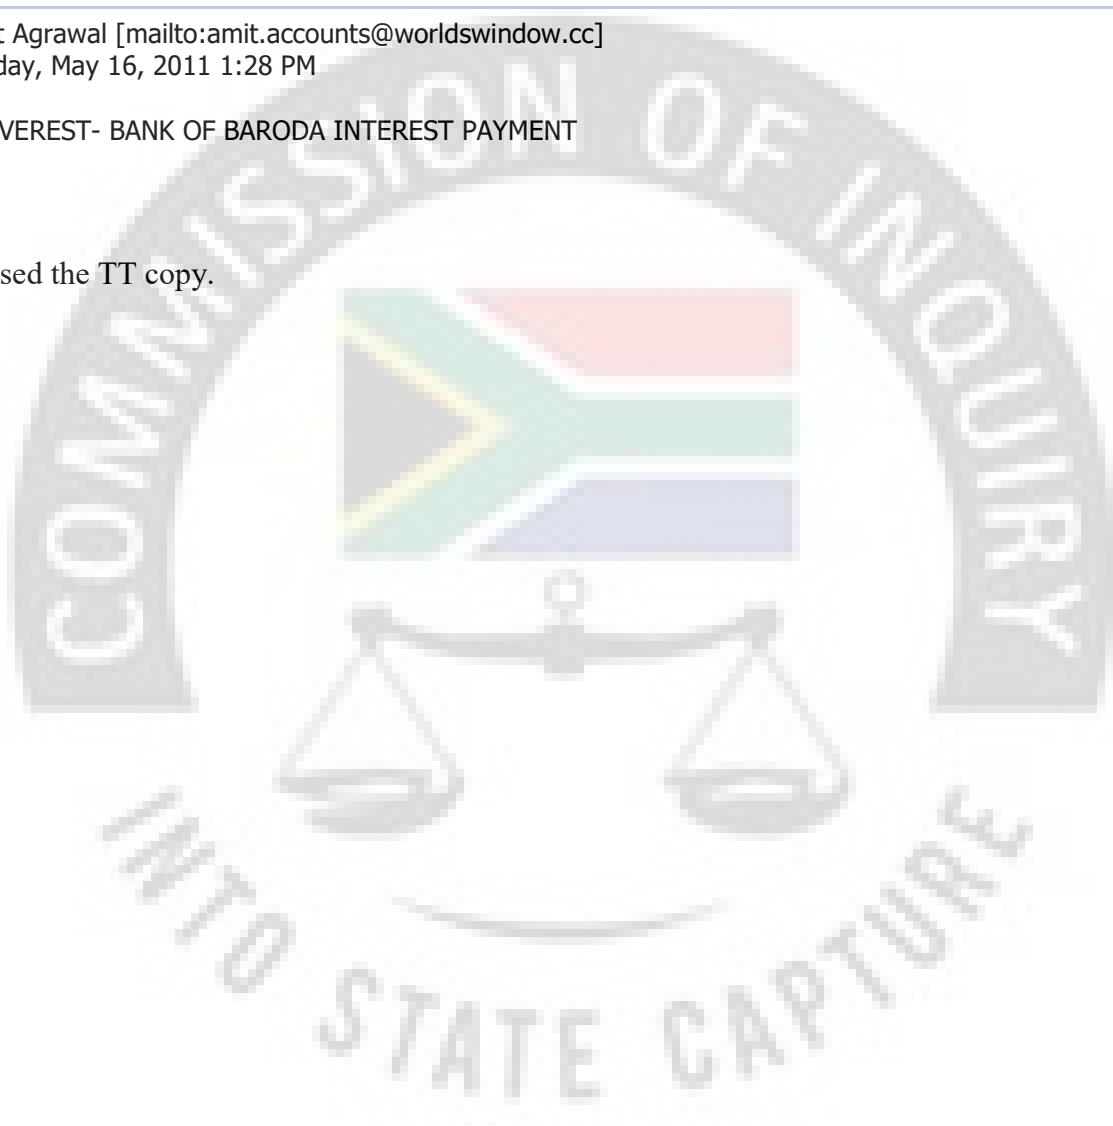 t Agrawal [mailto:amit.accounts@worldswindow.cc]
day, May 16, 2011 1:28 PM
VEREST- BANK OF BARODA INTEREST PAYMENT
sed the TT copy.
COMMISSION OF INQUIRY
INTO STATE CAPTURE